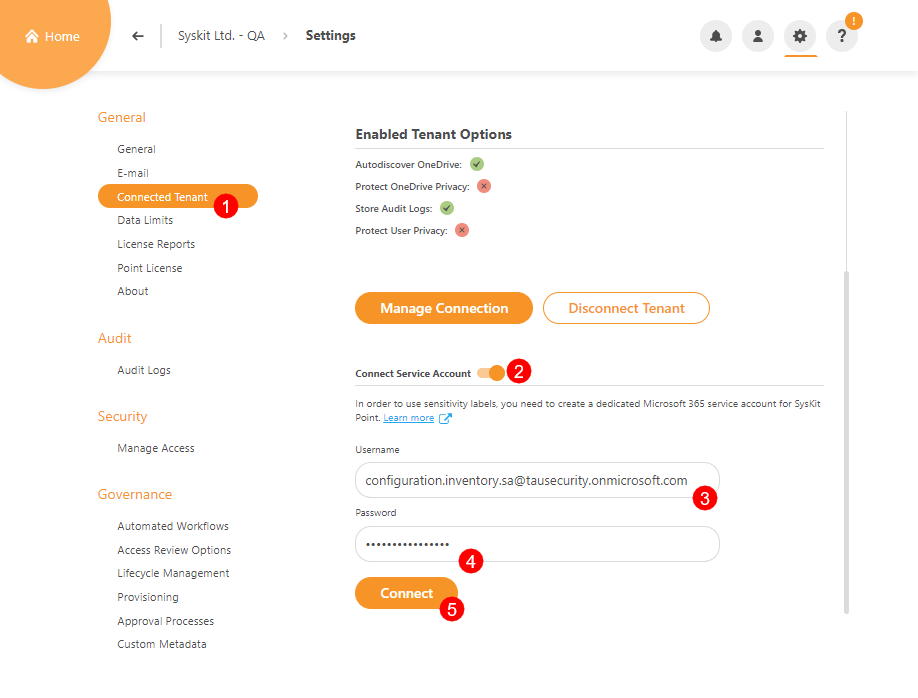 Home
Syskit Ltd. - QA
Settings
!
?
General
General
E-mail
Connected Tenant
1
Data Limits
License Reports
Point License
About
Audit
Audit Logs
Security
Manage Access
Governance
Automated Workflows
Access Review Options
Lifecycle Management
Provisioning
Approval Processes
Custom Metadata
Enabled Tenant Options
Autodiscover OneDrive:
Protect OneDrive Privacy:
Store Audit Logs:
Protect User Privacy:
Manage Connection
Disconnect Tenant
Connect Service Account
2
In order to use sensitivity labels, you need to create a dedicated Microsoft 365 service account for SysKit
Point. Learn more
Username
configuration.inventory.sa@tausecurity.onmicrosoft.com
3
Password
••••••••••••••••
4
Connect
5